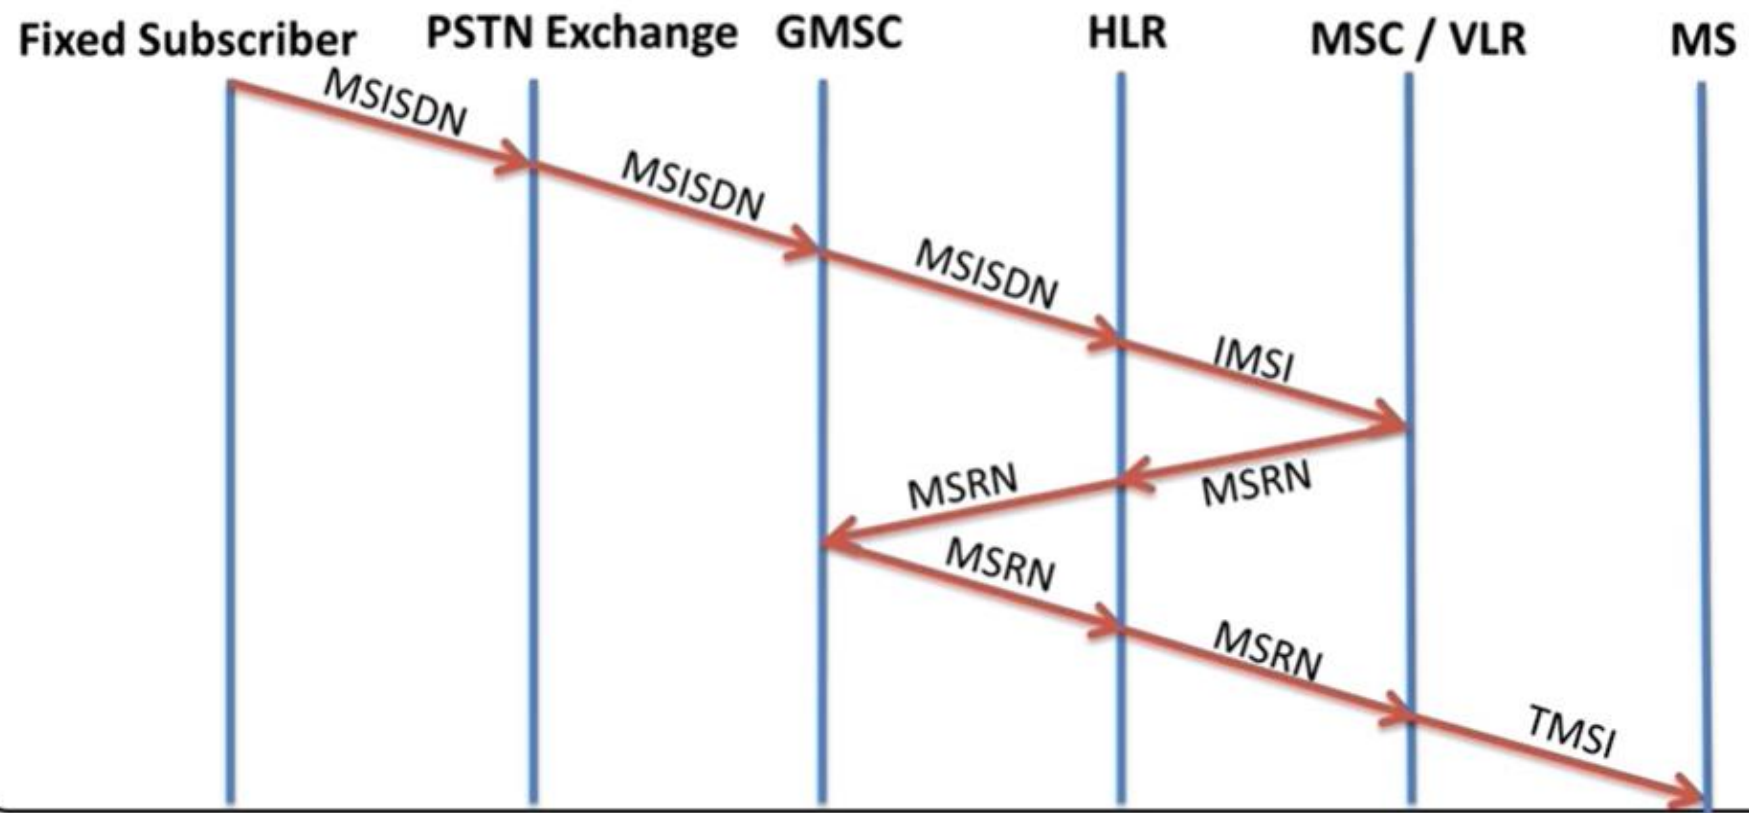 Fixed Subscriber
PSTN Exchange
GMSC
HLR
MSC / VLR
MS
MSISDN
MSISDN
MSISDN
IMSI
MSRN
MSRN
MSRN
MSRN
TMSI